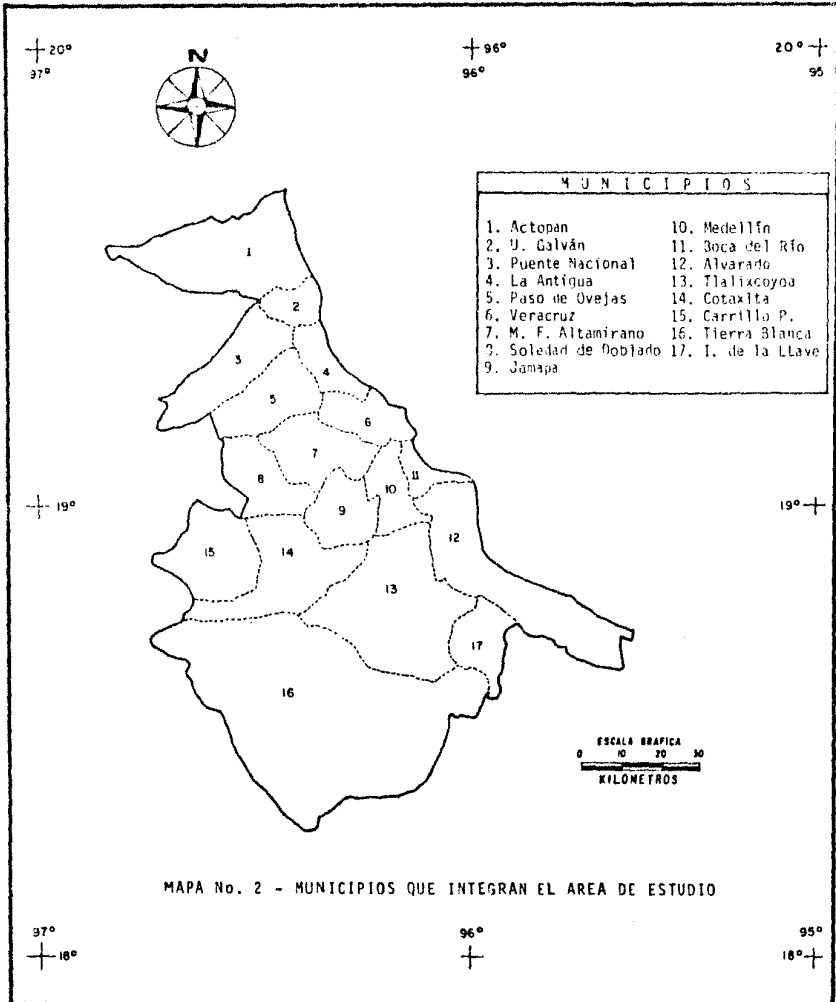 20° 96° 20°
97° 96° 95
N
MUNICIPIOS
1. Actopan
2. U. Galván
3. Puente Nacional
4. La Antigua
5. Paso de Ovejas
6. Veracruz
7. M. F. Altamirano
8. Soledad de Doblado
9. Jamapa
10. Medellín
11. Boca del Río
12. Alvarado
13. Tlalixcoyoa
14. Cotaxlta
15. Carrillo P.
16. Tierra Blanca
17. I. de la LLave
1
2
3
4
5
6
7
8
9
10
11
19° 19°
12
13
14
15
16
17
ESCALA GRAFICA
0 10 20 30
KILOMETROS
MAPA No. 2 - MUNICIPIOS QUE INTEGRAN EL AREA DE ESTUDIO
97° 96° 95°
18° 18°